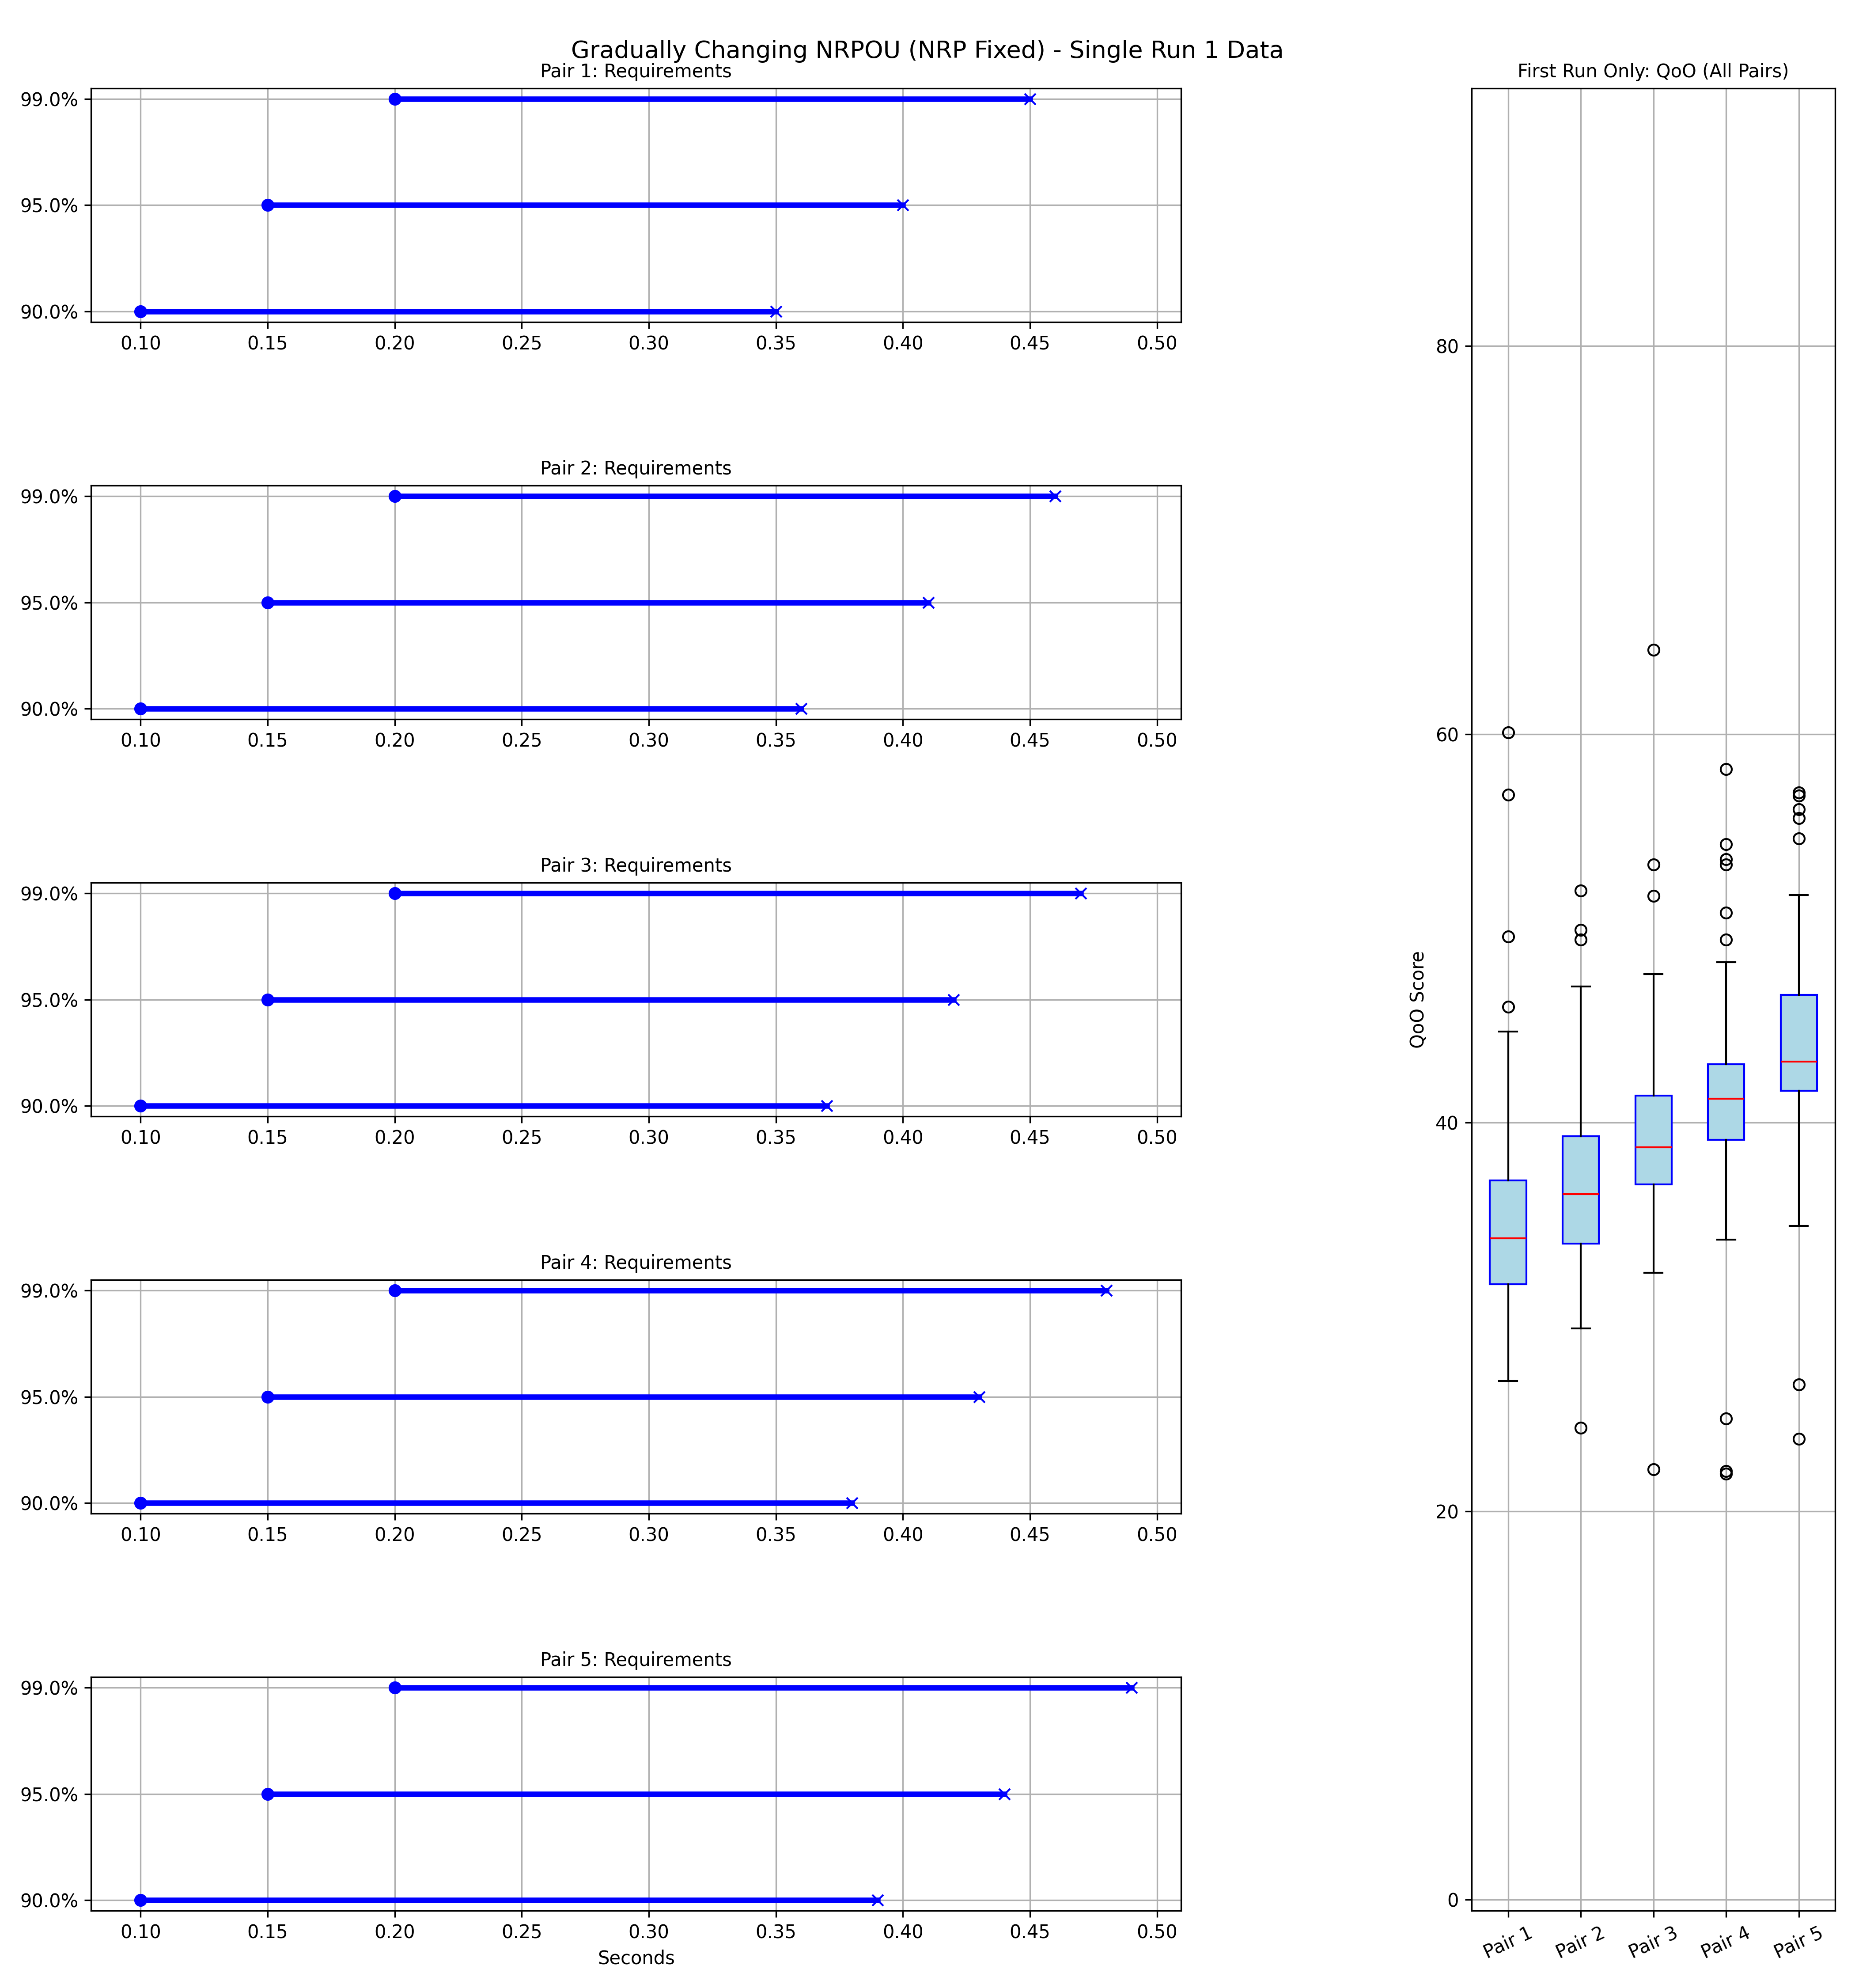 Gradually Changing NRPOU (NRP Fixed) - Single Run 1 Data
Pair 1: Requirements
99.0%
95.0%
90.0%
0.10 0.15 0.20 0.25 0.30 0.35 0.40 0.45 0.50
Pair 2: Requirements
99.0%
95.0%
90.0%
0.10 0.15 0.20 0.25 0.30 0.35 0.40 0.45 0.50
Pair 3: Requirements
99.0%
95.0%
90.0%
0.10 0.15 0.20 0.25 0.30 0.35 0.40 0.45 0.50
Pair 4: Requirements
99.0%
95.0%
90.0%
0.10 0.15 0.20 0.25 0.30 0.35 0.40 0.45 0.50
Pair 5: Requirements
99.0%
95.0%
90.0%
0.10 0.15 0.20 0.25 0.30 0.35 0.40 0.45 0.50
Seconds
First Run Only: QoO (All Pairs)
QoO Score
80
60
40
20
0
Pair 1 Pair 2 Pair 3 Pair 4 Pair 5